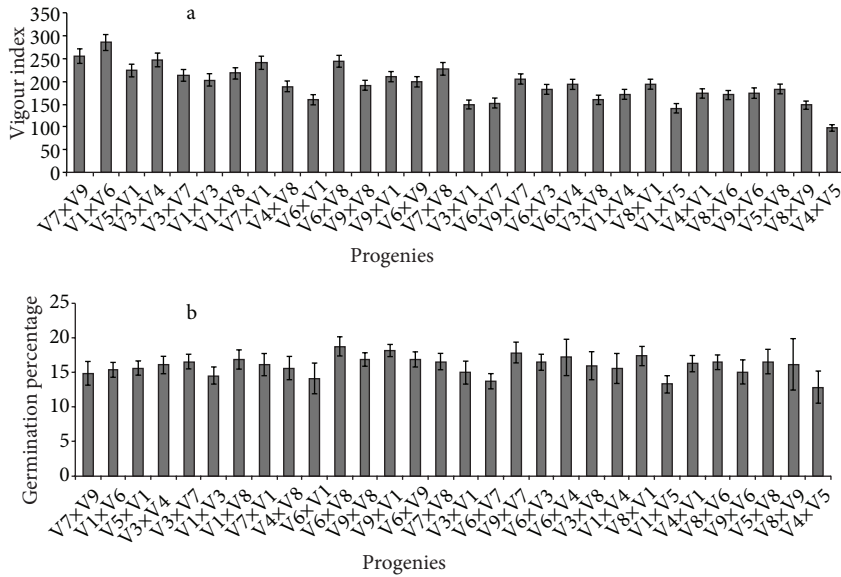 a
350
300
250
200
150
100
50
0
Vigour index
V7×V9 V1×V6 V5×V1 V3×V4 V3×V7 V1×V3 V1×V8 V7×V1 V4×V8 V6×V1 V6×V8 V9×V8 V9×V1 V6×V9 V7×V8 V3×V1 V6×V7 V9×V7 V6×V3 V6×V4 V3×V8 V1×V4 V8×V1 V1×V5 V4×V1 V8×V6 V9×V6 V5×V8 V8×V9 V4×V5
Progenies
b
25
20
15
10
5
0
Germination percentage
V7×V9 V1×V6 V5×V1 V3×V4 V3×V7 V1×V3 V1×V8 V7×V1 V4×V8 V6×V1 V6×V8 V9×V8 V9×V1 V6×V9 V7×V8 V3×V1 V6×V7 V9×V7 V6×V3 V6×V4 V3×V8 V1×V4 V8×V1 V1×V5 V4×V1 V8×V6 V9×V6 V5×V8 V8×V9 V4×V5
Progenies